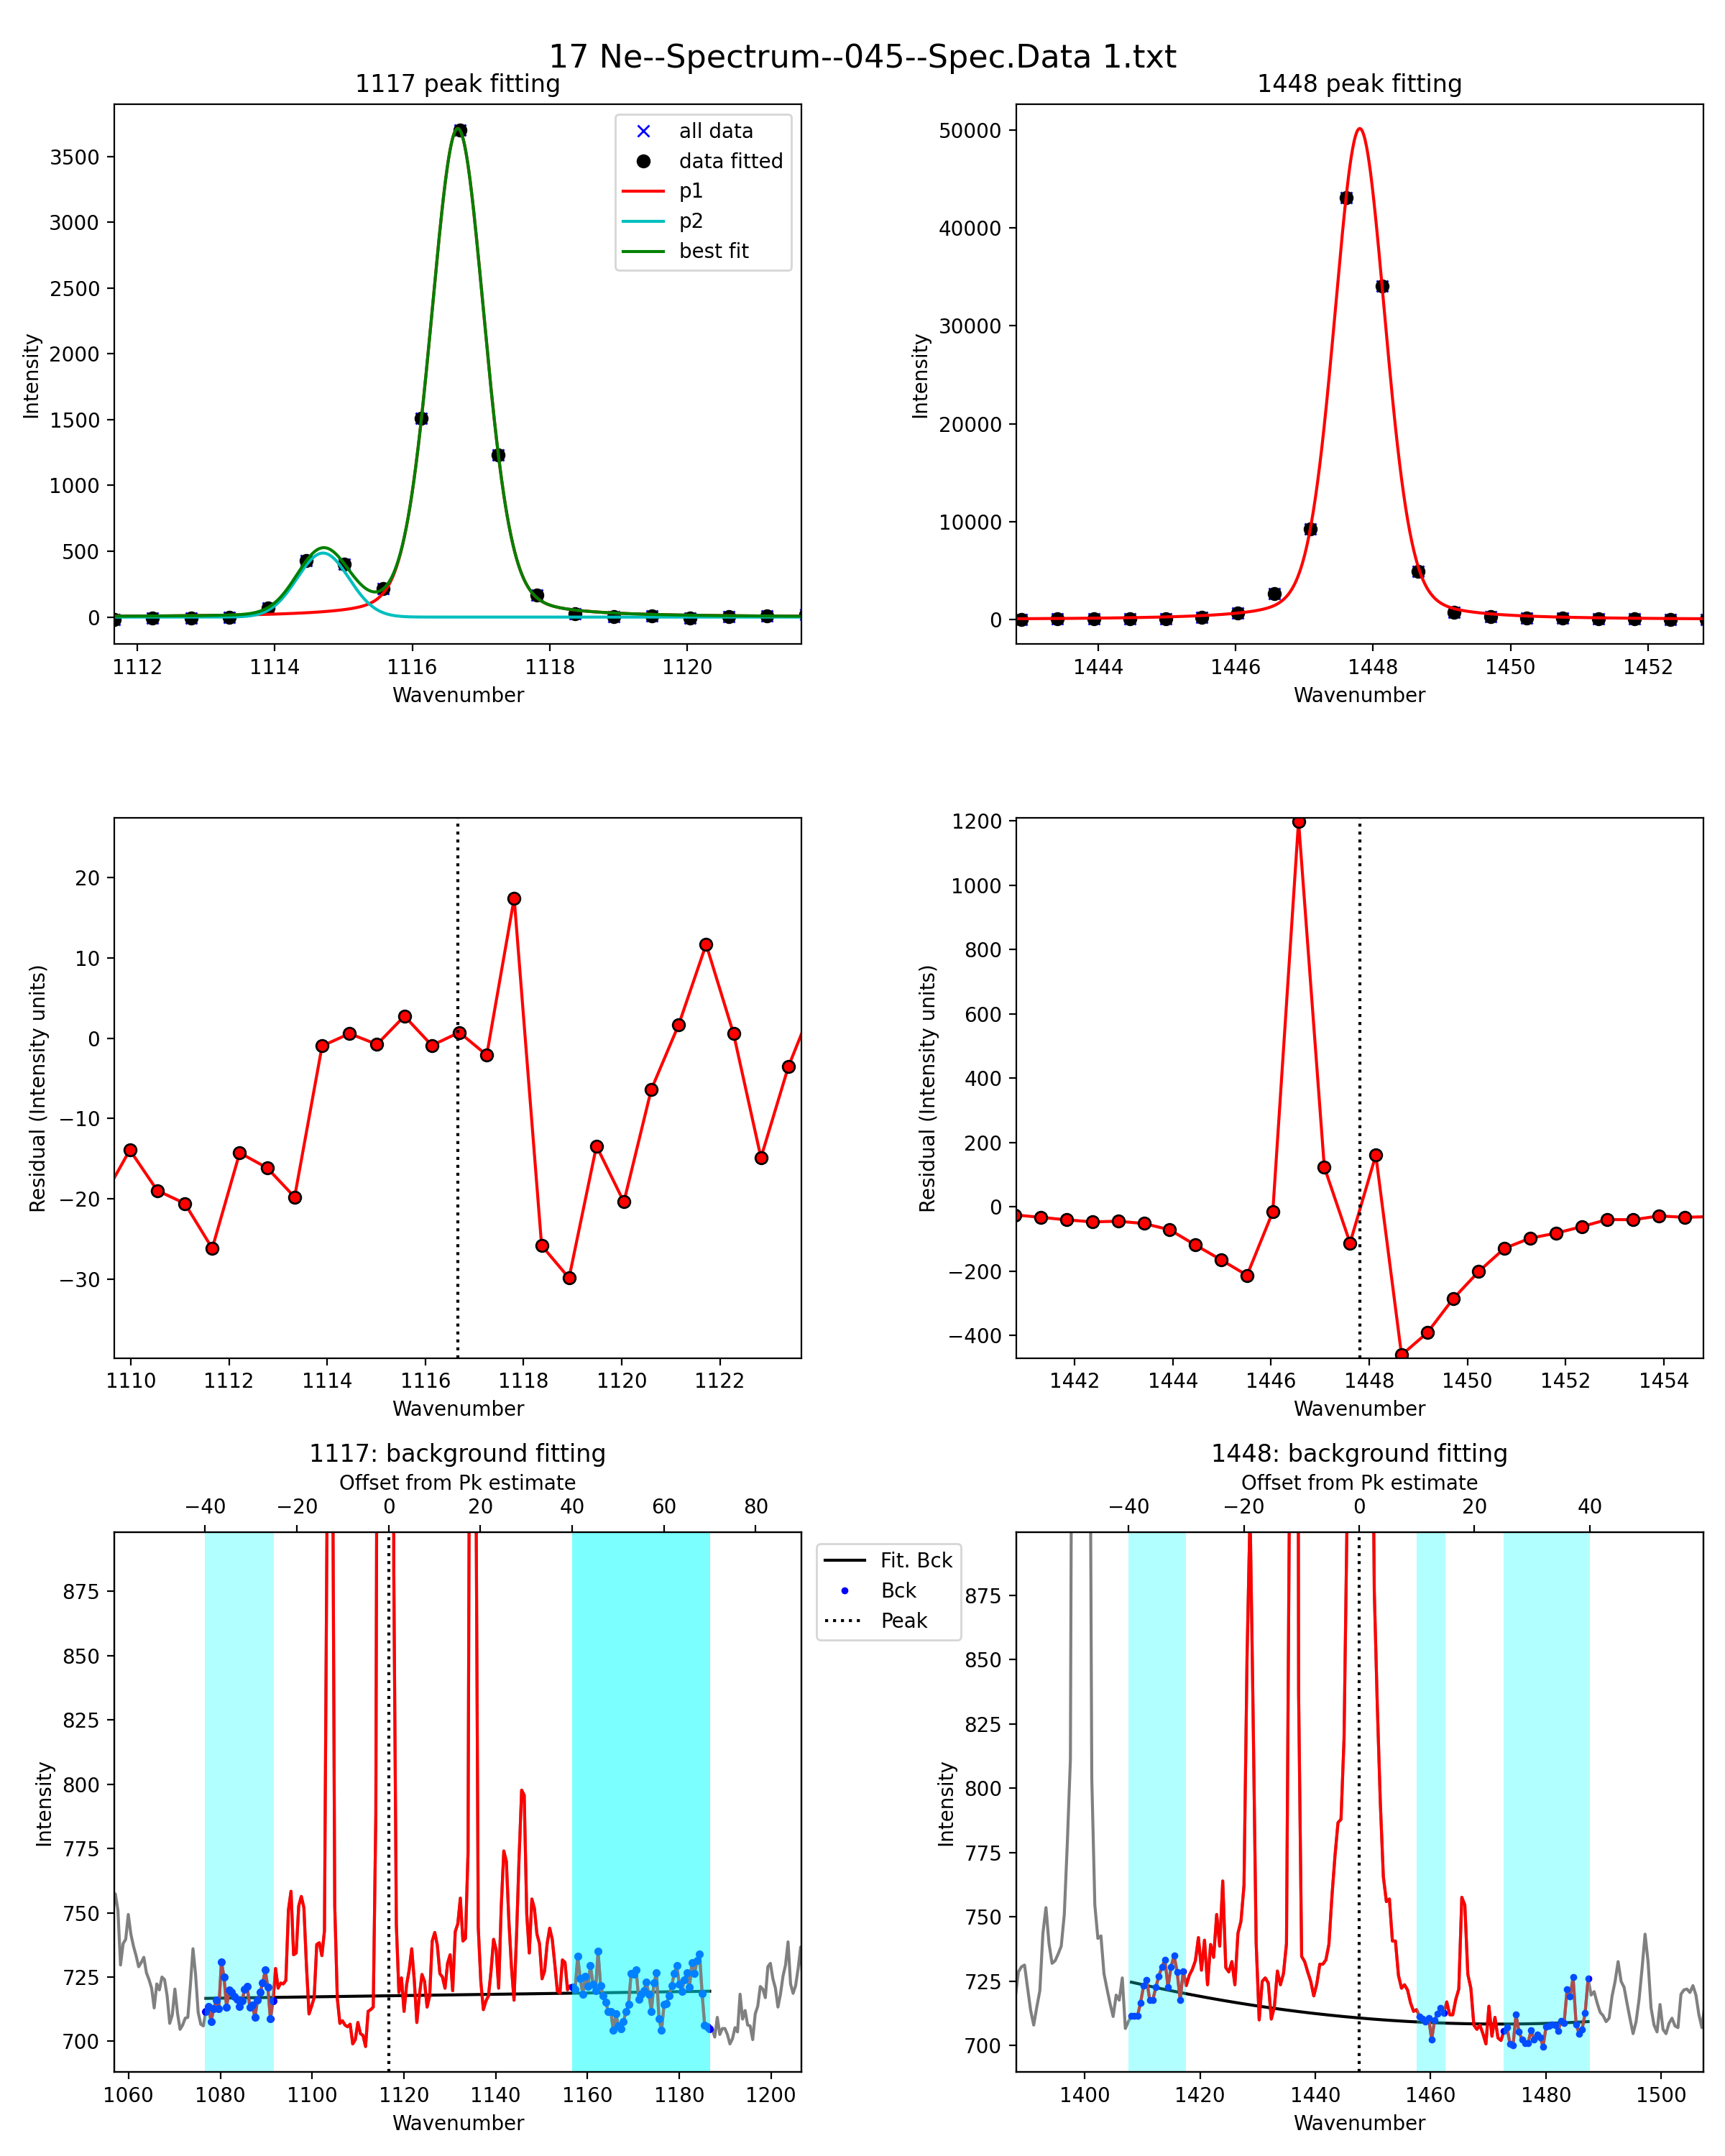 17 Ne--Spectrum--045--Spec.Data 1.txt
1117 peak fitting
1448 peak fitting
all data
data fitted
p1
p2
best fit
3500
3000
2500
2000
1500
1000
500
0
Intensity
1112 1114 1116 1118 1120
Wavenumber
50000
40000
30000
20000
10000
0
Intensity
1444 1446 1448 1450 1452
Wavenumber
20
10
0
−10
−20
−30
Residual (Intensity units)
1110 1112 1114 1116 1118 1120 1122
Wavenumber
1200
1000
800
600
400
200
0
−200
−400
Residual (Intensity units)
1442 1444 1446 1448 1450 1452 1454
Wavenumber
1117: background fitting
Offset from Pk estimate
−40 −20 0 20 40 60 80
875
850
825
800
775
750
725
700
Intensity
1060 1080 1100 1120 1140 1160 1180 1200
Wavenumber
Fit. Bck
Bck
Peak
1448: background fitting
Offset from Pk estimate
−40 −20 0 20 40
875
850
825
800
775
750
725
700
Intensity
1400 1420 1440 1460 1480 1500
Wavenumber